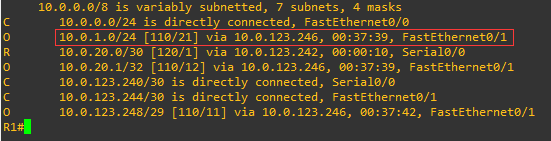 10.0.0.0/8 is variably subnetted, 7 subnets, 4 masks
C 10.0.0.0/24 is directly connected, FastEthernet0/0
O 10.0.1.0/24 [110/21] via 10.0.123.246, 00:37:39, FastEthernet0/1
R 10.0.20.0/30 [120/1] via 10.0.123.242, 00:00:10, Serial0/0
O 10.0.20.1/32 [110/12] via 10.0.123.246, 00:37:39, FastEthernet0/1
C 10.0.123.240/30 is directly connected, Serial0/0
C 10.0.123.244/30 is directly connected, FastEthernet0/1
O 10.0.123.248/29 [110/11] via 10.0.123.246, 00:37:42, FastEthernet0/1
R1#